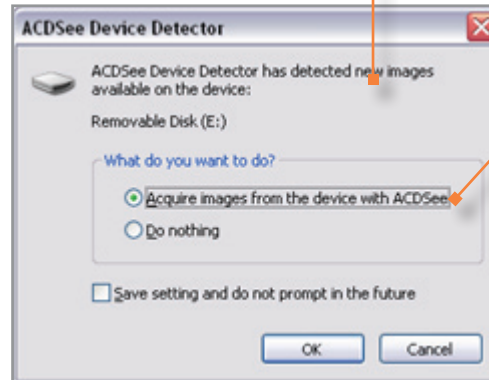 ACDSee Device Detector
ACDSee Device Detector has detected new images
available on the device:
Removable Disk (E:)
What do you want to do?
Acquire images from the device with ACDSee
Do nothing
Save setting and do not prompt in the future
OK Cancel